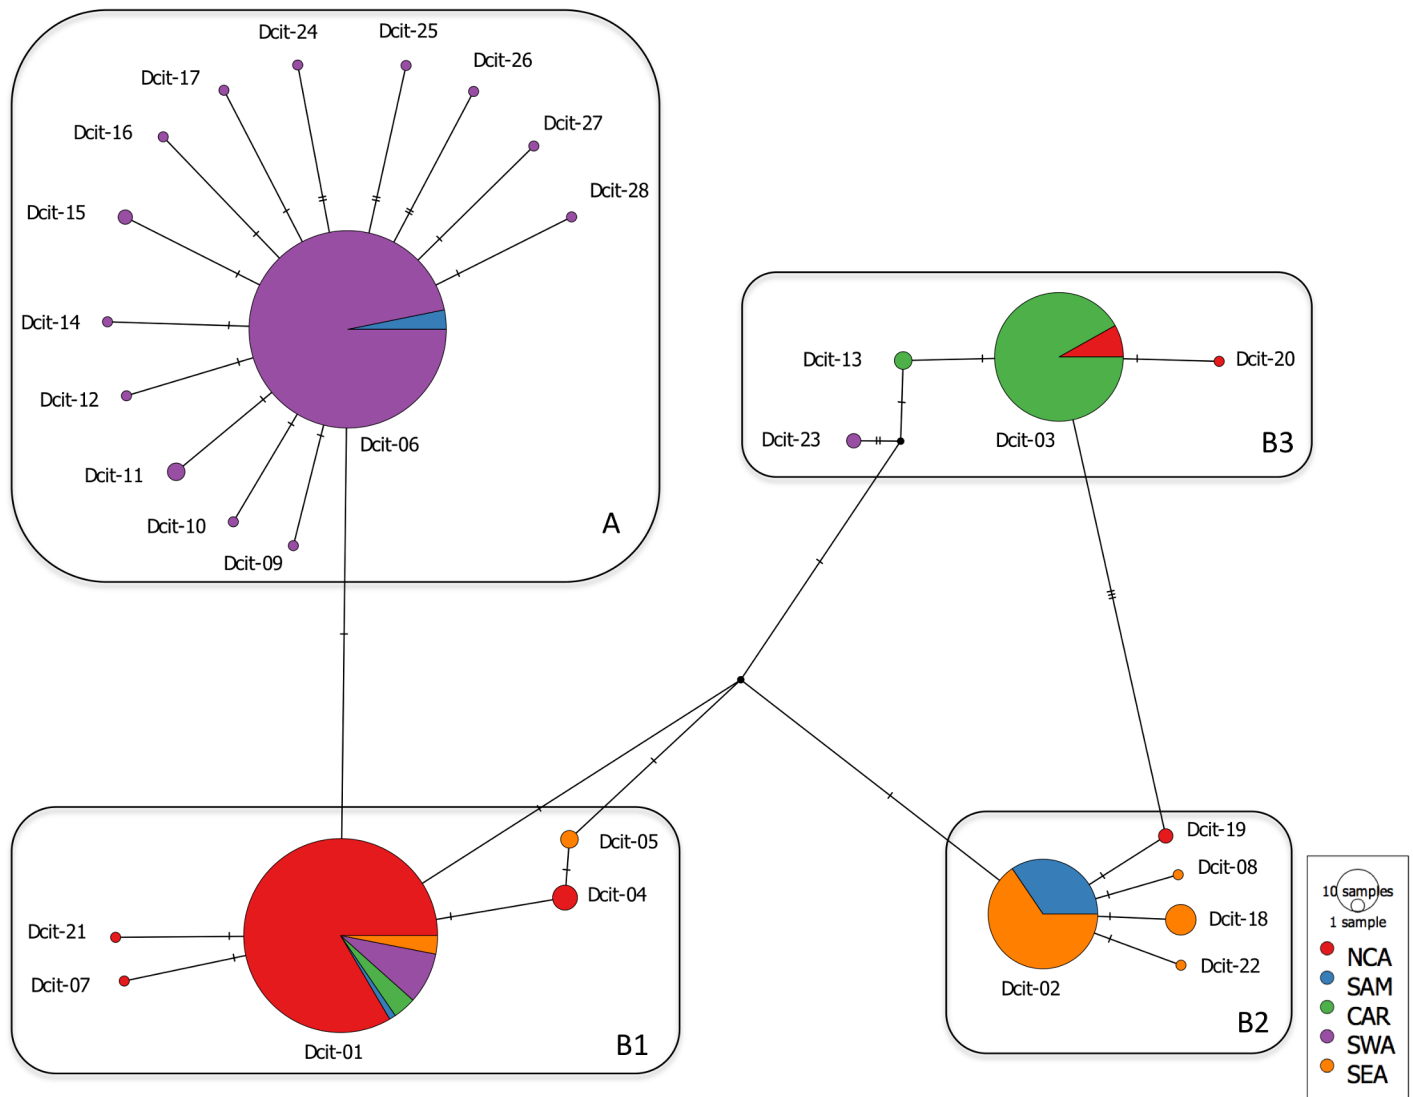 Dcit-24
Dcit-25
Dcit-26
Dcit-17
Dcit-27
Dcit-16
Dcit-28
Dcit-15
Dcit-14
Dcit-12
Dcit-06
Dcit-11
Dcit-10
Dcit-09
A
Dcit-13
Dcit-20
Dcit-23
Dcit-03
B3
Dcit-05
Dcit-04
Dcit-21
Dcit-07
Dcit-01
B1
Dcit-19
Dcit-08
Dcit-18
Dcit-22
Dcit-02
B2
10 samples
1 sample
NCA
SAM
CAR
SWA
SEA